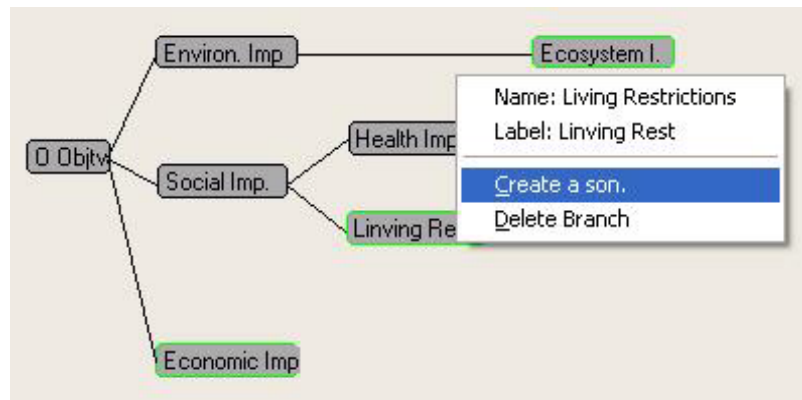 Environ. Imp
Ecosystem I.
Name: Living Restrictions
Label: Linving Rest
Health Imp
O Objtv
Create a son.
Social Imp.
Delete Branch
Linving Re
Economic Imp